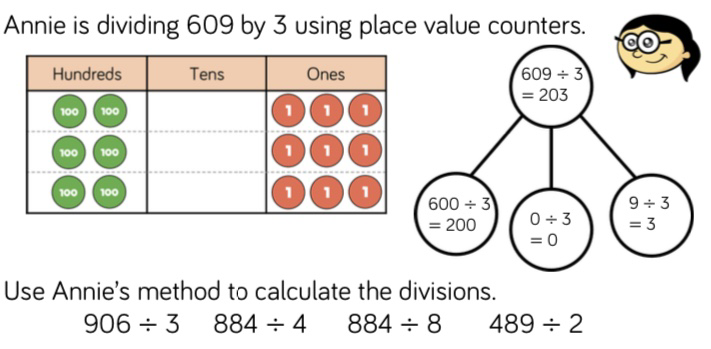 Annie is dividing 609 by 3 using place value counters.
Hundreds Tens Ones
100 100 1 1 1
100 100 1 1 1
100 100 1 1 1
609 ÷ 3
= 203
600 ÷ 3
= 200
0 ÷ 3
= 0
9 ÷ 3
= 3
Use Annie's method to calculate the divisions.
906 ÷ 3 884 ÷ 4 884 ÷ 8 489 ÷ 2